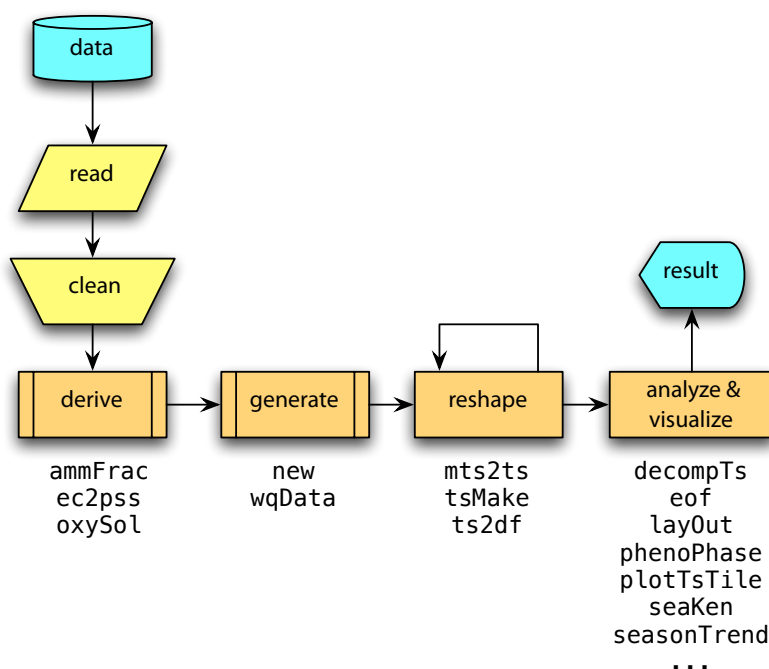 data
read
clean
result
derive
generate
reshape
analyze &
visualize
ammFrac
ec2pss
oxySol
new
wqData
mts2ts
tsMake
ts2df
decompTs
eof
layOut
phenoPhase
plotTsTile
seaKen
seasonTrend
...